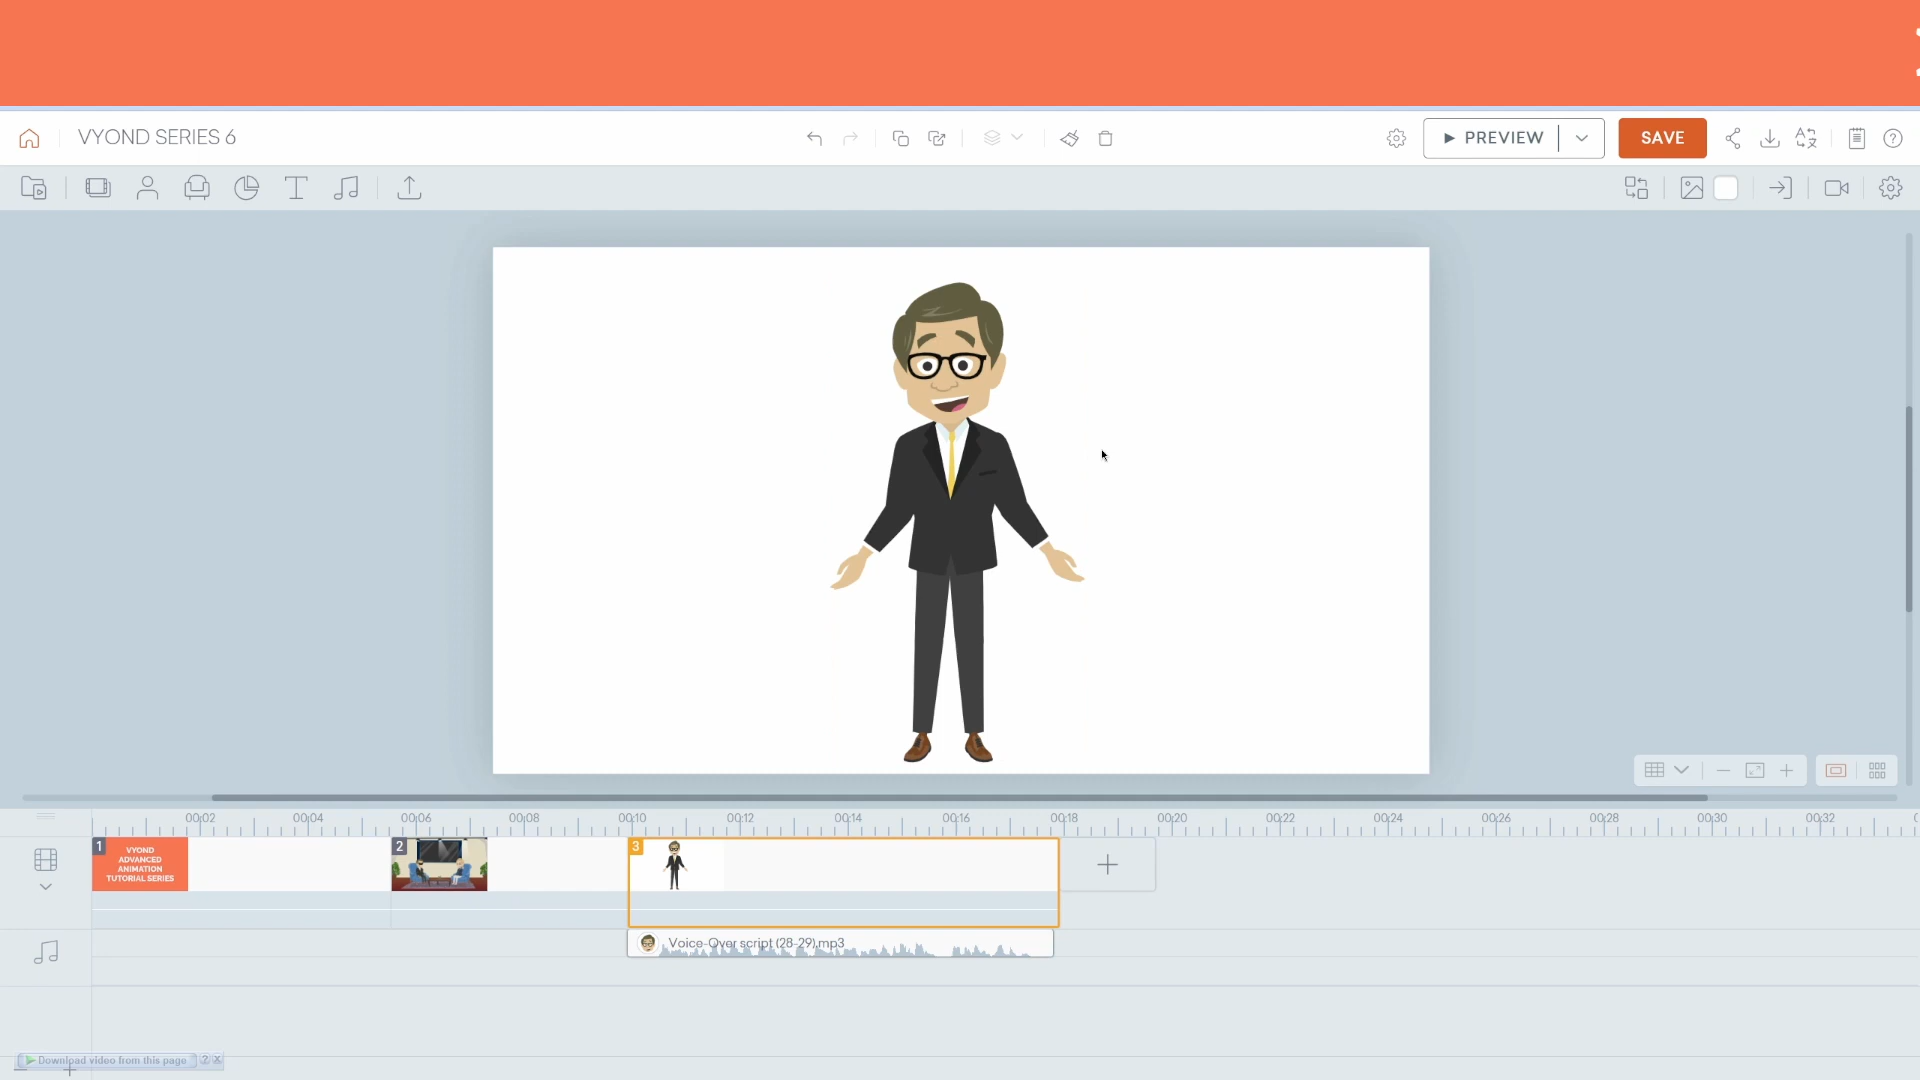 VYOND SERIES 6
PREVIEW
SAVE
00:02 00:04 00:06 00:08 00:10 00:12 00:14 00:16 00:18 00:20 00:22 00:24 00:26 00:28 00:30 00:32
1
VYOND
ADVANCED
ANIMATION
TUTORIAL SERIES
2
3
Voice-Over script (28-29).mp3
Download video from this page ? X